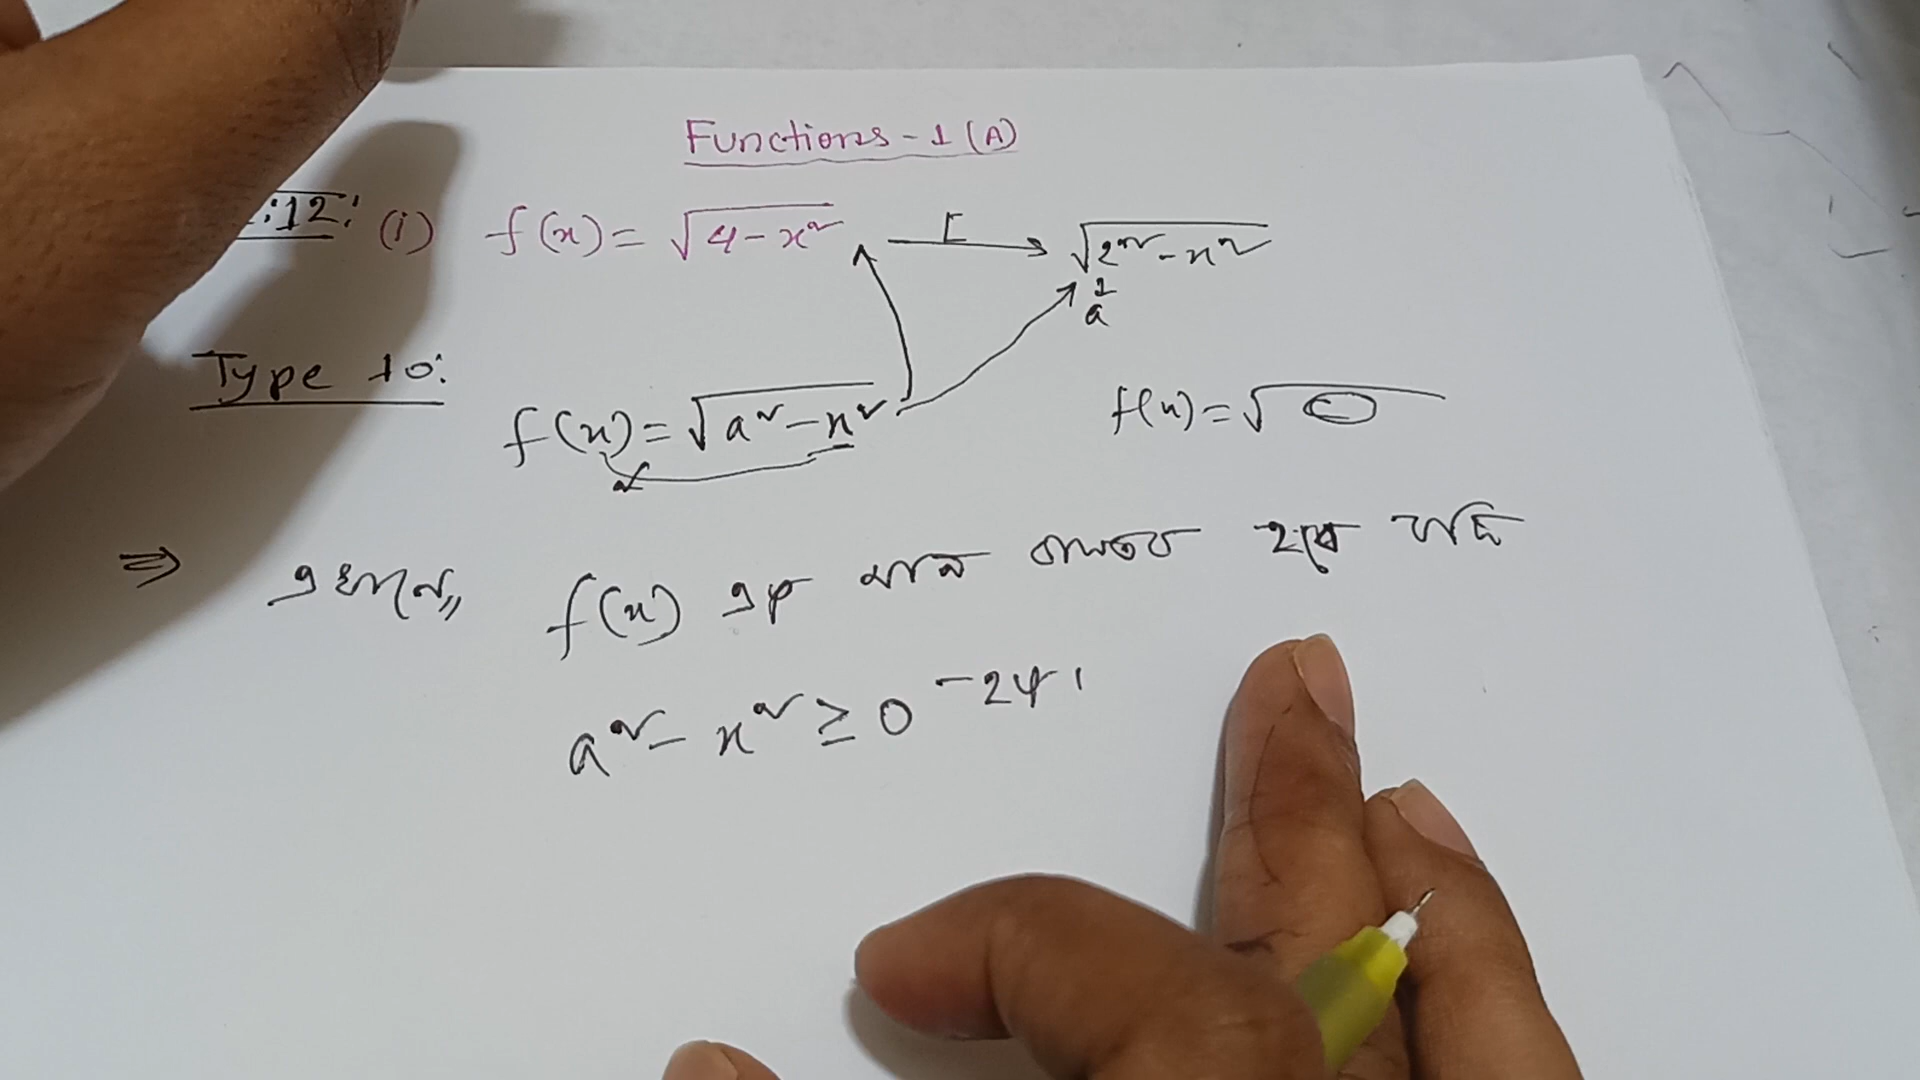 Functions - 1 (A)
:12: (i) f(x) = √4 - x² → √2² - x²
a
Type 10:
f(x) = √a² - x²
f(x) = √
⇒ এখানে, f(x) এর মান বাস্তব হবে যদি
a² - x² ≥ 0 হয়।